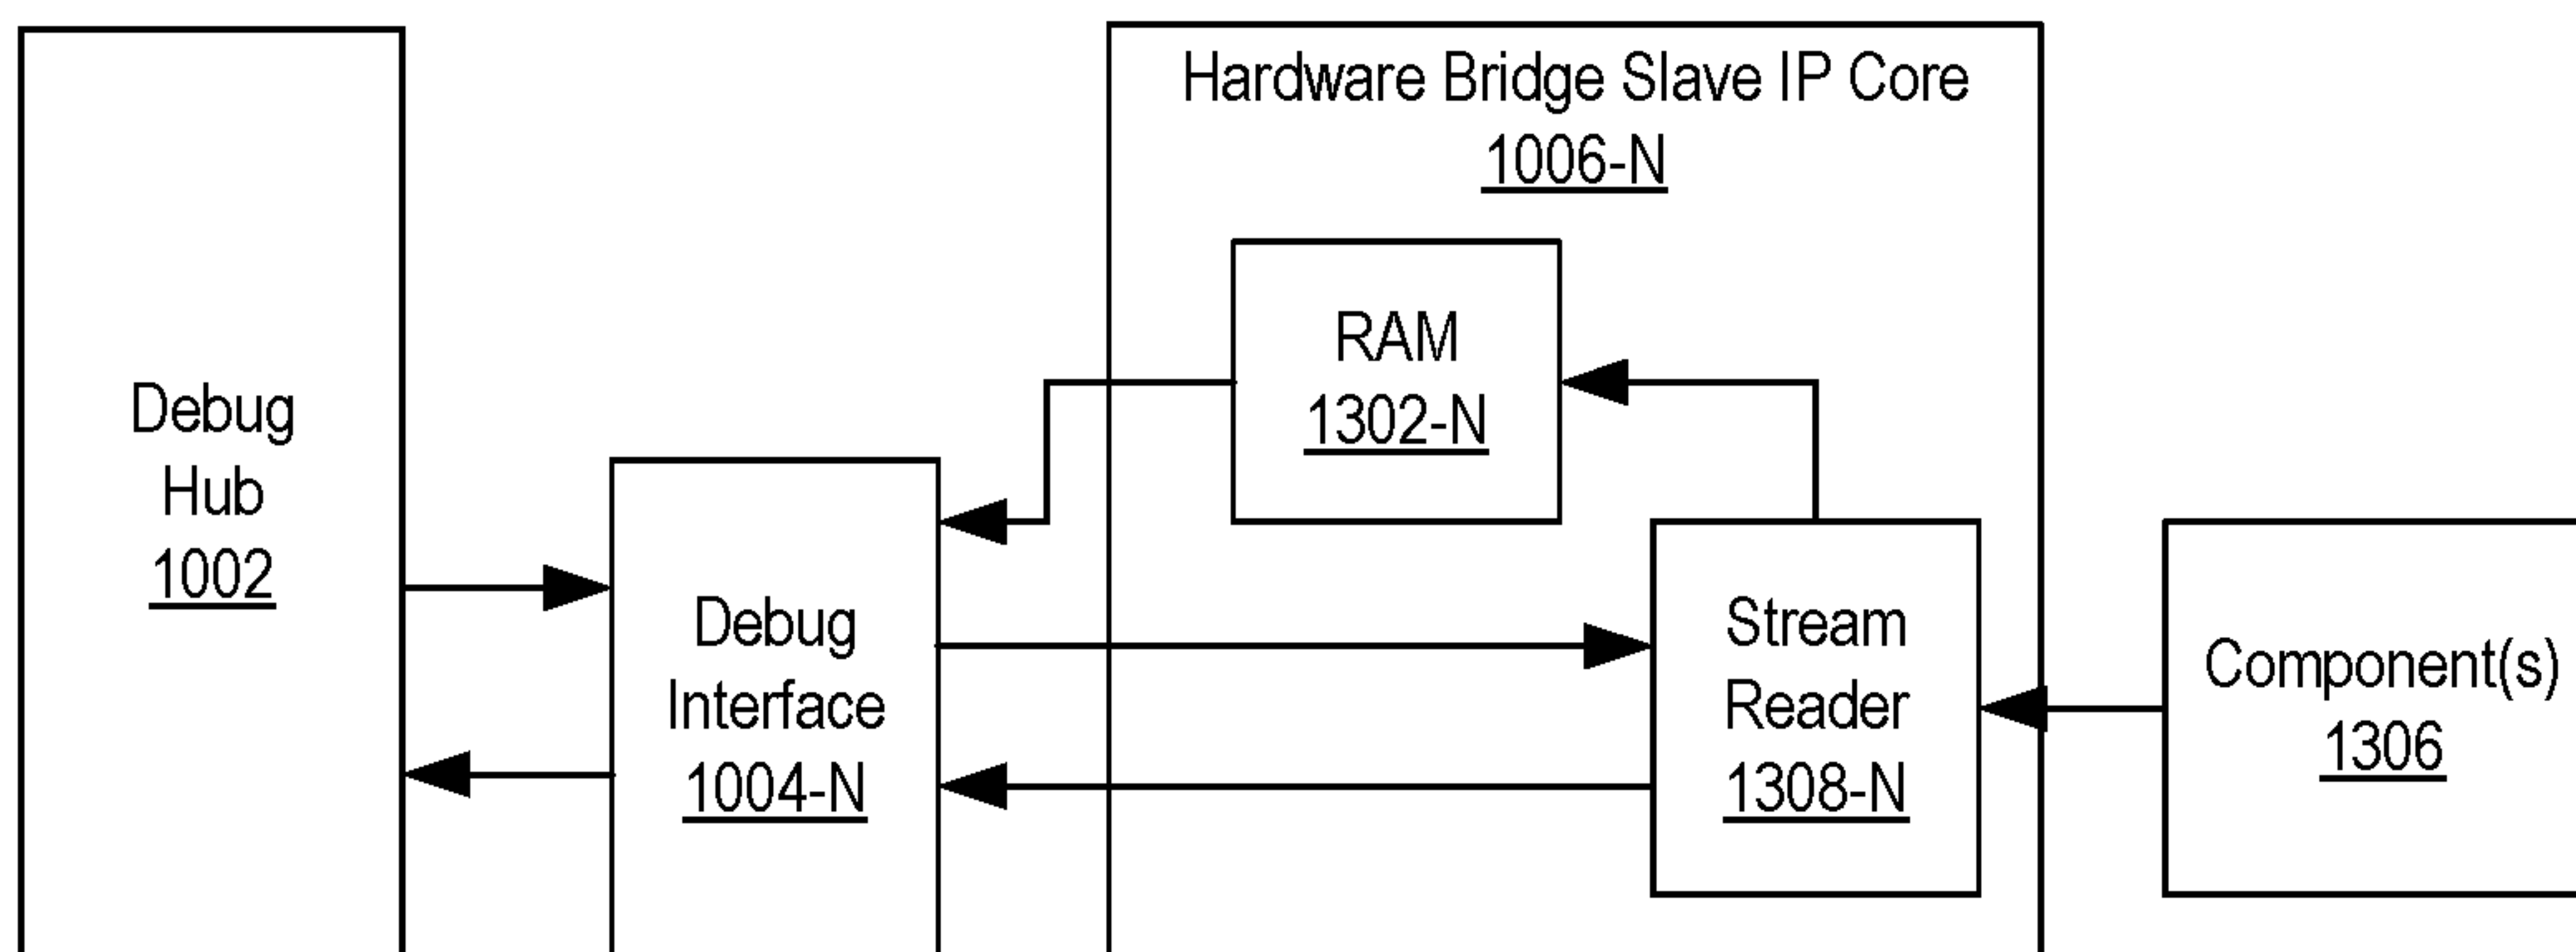 Debug
Hub
1002
Debug
Interface
1004-N
Hardware Bridge Slave IP Core
1006-N
RAM
1302-N
Stream
Reader
1308-N
Component(s)
1306